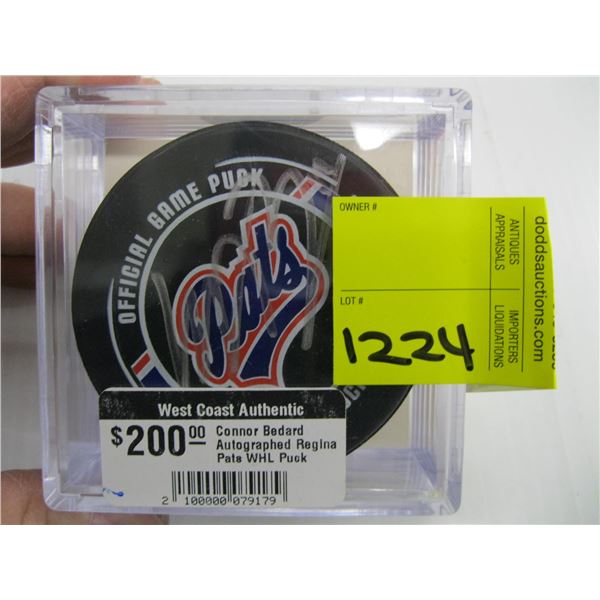 OFFICIAL GAME PUCK
Pats
OWNER #
LOT #
1224
ANTIQUES
APPRAISALS
IMPORTERS
LIQUIDATIONS
doddsauctions.com
West Coast Authentic
$200.00
Connor Bedard
Autographed Regina
Pats WHL Puck
2 100000 079179